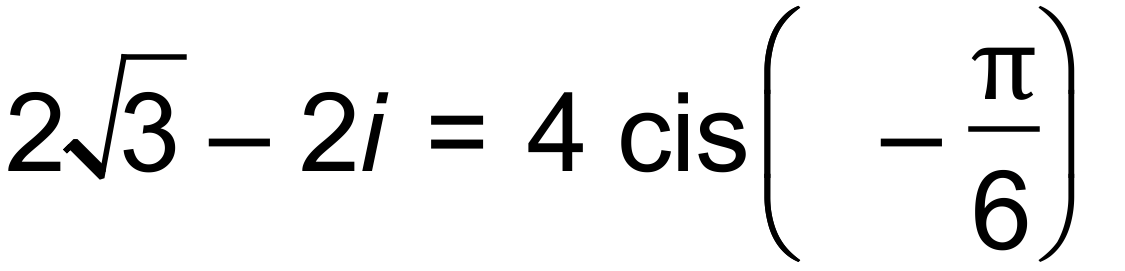 2√3 – 2i = 4 cis(–π/6)